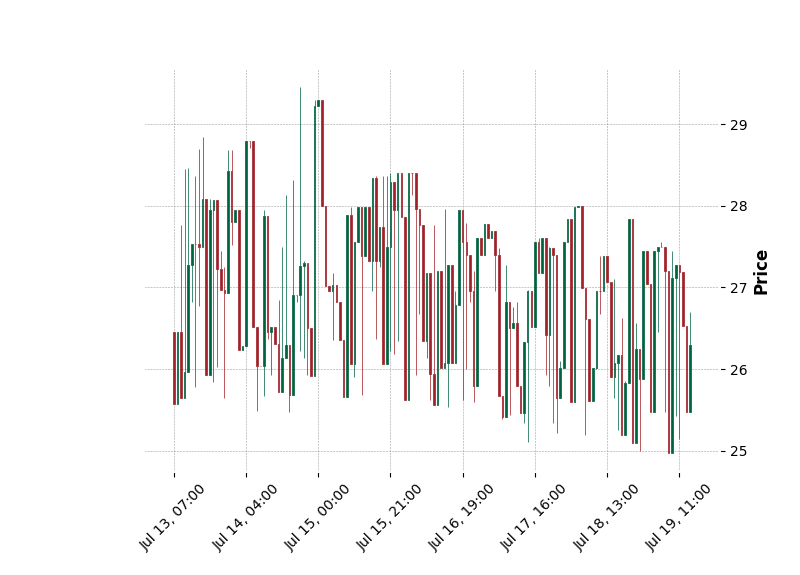 29
28
27
26
25
Price
Jul 13, 07:00
Jul 14, 04:00
Jul 15, 00:00
Jul 15, 21:00
Jul 16, 19:00
Jul 17, 16:00
Jul 18, 13:00
Jul 19, 11:00